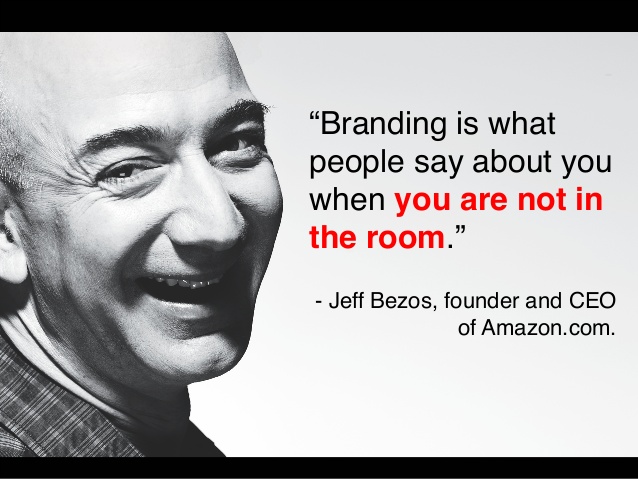 “Branding is what
people say about you
when you are not in
the room.”
- Jeff Bezos, founder and CEO
of Amazon.com.